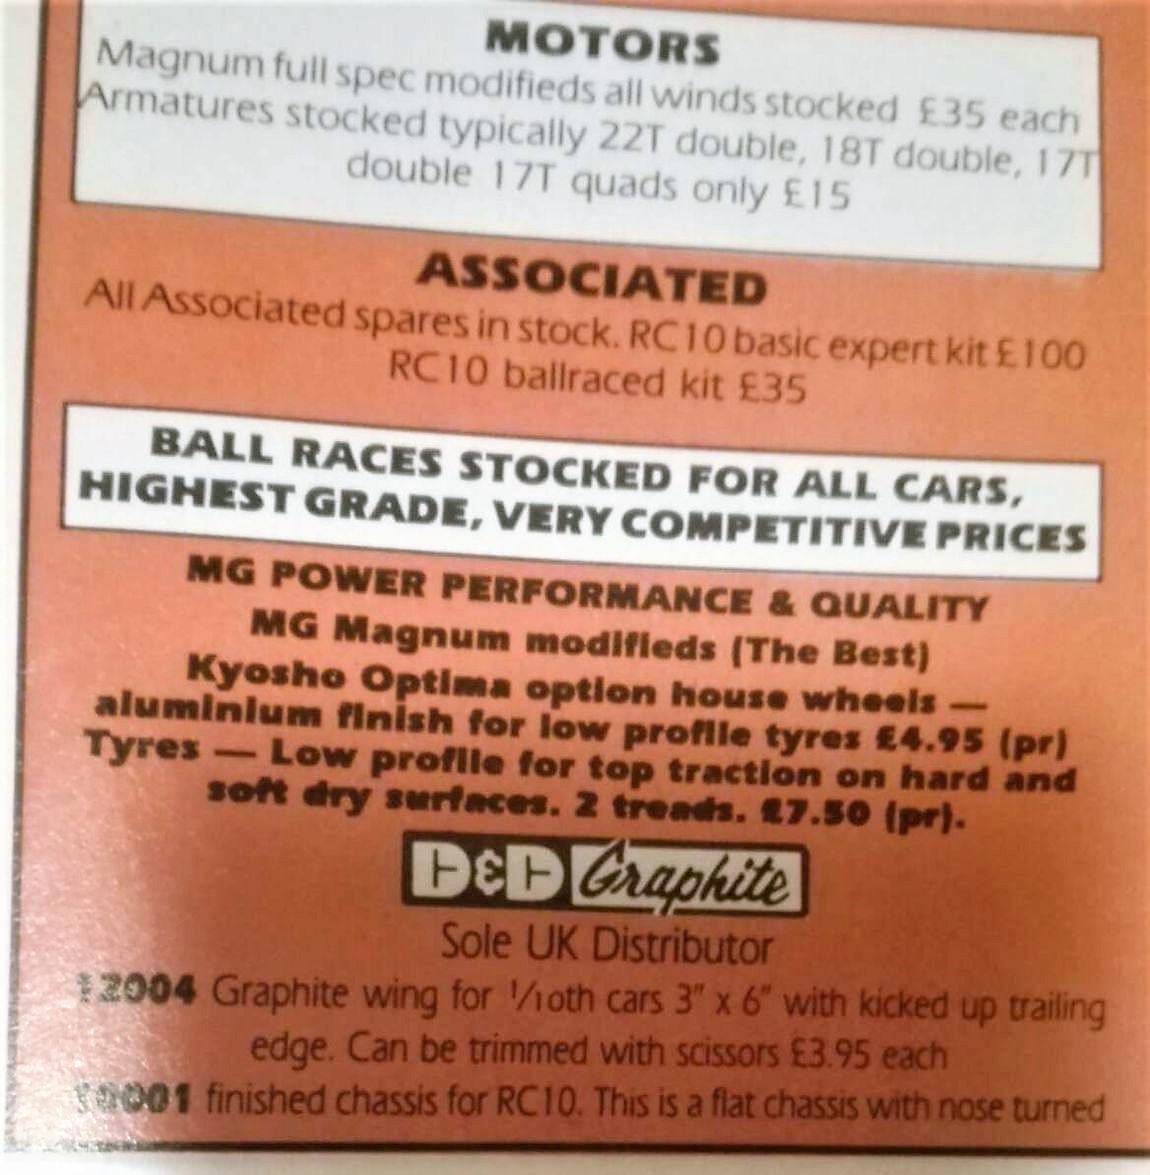 MOTORS
Magnum full spec modifieds all winds stocked £35 each
Armatures stocked typically 22T double, 18T double, 17T
double 17T quads only £15
ASSOCIATED
All Associated spares in stock. RC10 basic expert kit £100
RC10 ballraced kit £35
BALL RACES STOCKED FOR ALL CARS,
HIGHEST GRADE, VERY COMPETITIVE PRICES
MG POWER PERFORMANCE & QUALITY
MG Magnum modifieds (The Best)
Kyosho Optima option house wheels —
aluminium finish for low profile tyres £4.95 (pr)
Tyres — Low profile for top traction on hard and
soft dry surfaces. 2 treads. £7.50 (pr).
D&D Graphite
Sole UK Distributor
12004 Graphite wing for 1/10th cars 3" x 6" with kicked up trailing
edge. Can be trimmed with scissors £3.95 each
10001 finished chassis for RC10. This is a flat chassis with nose turned